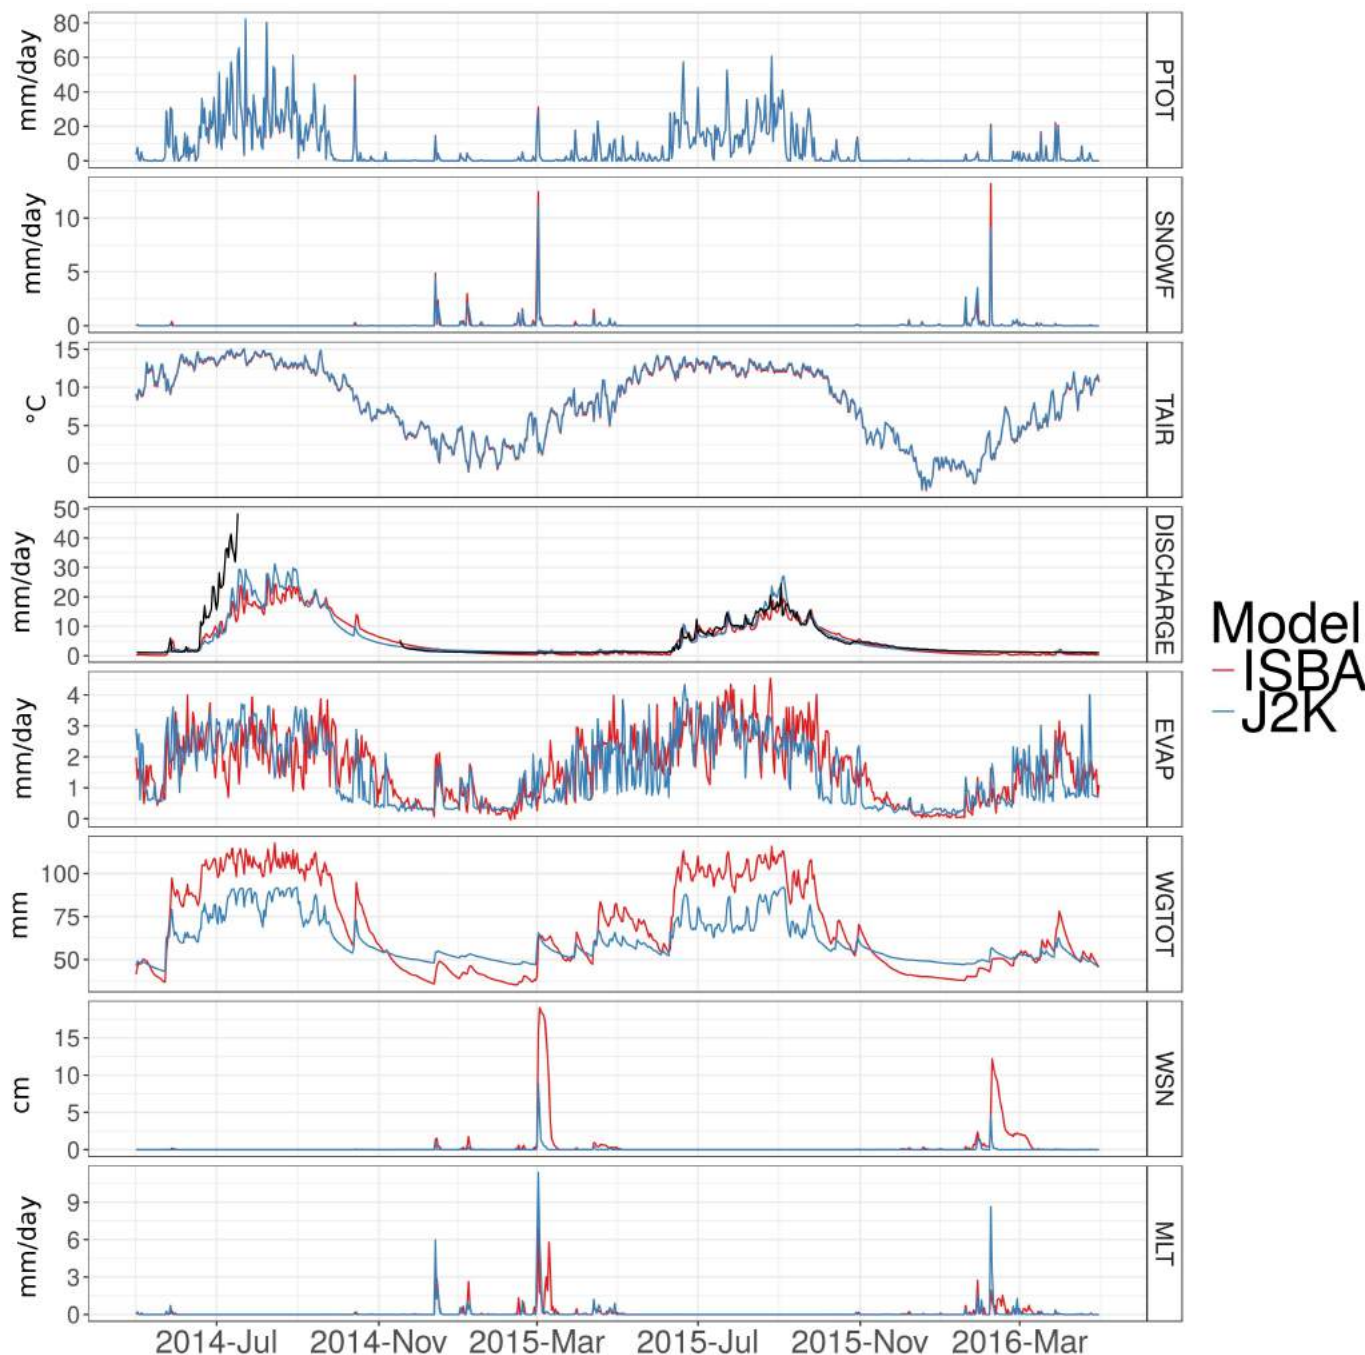 80
60
40
20
0
mm/day
PTOT
10
5
0
mm/day
SNOWF
15
10
5
0
°C
TAIR
50
40
30
20
10
0
mm/day
DISCHARGE
4
3
2
1
0
mm/day
EVAP
100
75
50
mm
WGTOT
15
10
5
0
cm
WSN
9
6
3
0
mm/day
MLT
2014-Jul 2014-Nov 2015-Mar 2015-Jul 2015-Nov 2016-Mar
Model
ISBA
J2K